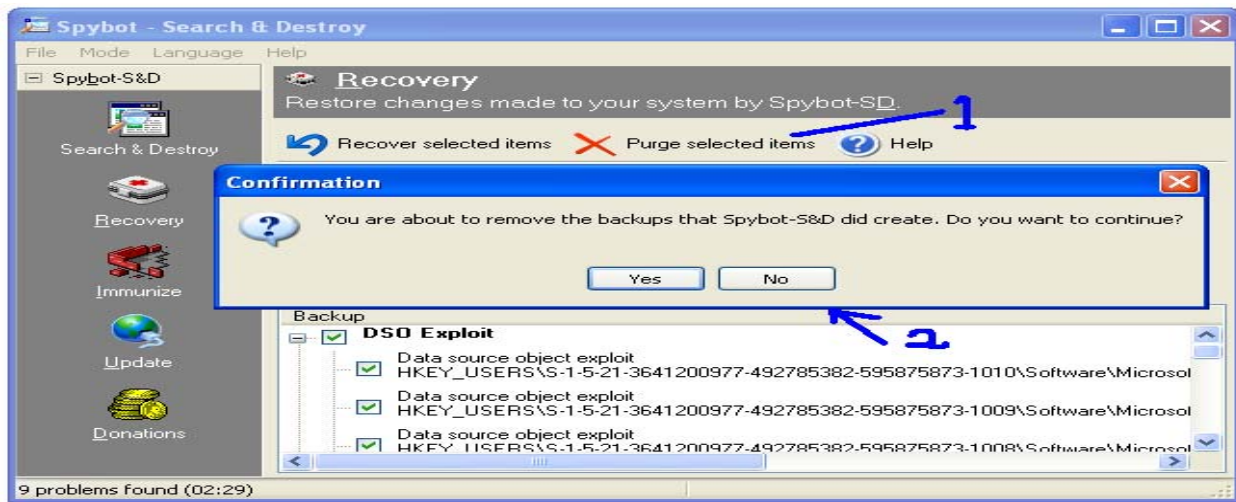 Spybot - Search & Destroy
File Mode Language Help
Spybot-S&D
Search & Destroy
Recovery
Immunize
Update
Donations
Recovery
Restore changes made to your system by Spybot-SD.
1
Recover selected items Purge selected items Help
Confirmation
You are about to remove the backups that Spybot-S&D did create. Do you want to continue?
Yes No
2
Backup
DSO Exploit
Data source object exploit
HKEY_USERS\S-1-5-21-3641200977-492785382-595875873-1010\Software\Microsof
Data source object exploit
HKEY_USERS\S-1-5-21-3641200977-492785382-595875873-1009\Software\Microsof
Data source object exploit
HKEY_USERS\S-1-5-21-3641200977-492785382-595875873-1008\Software\Microsof
9 problems found (02:29)